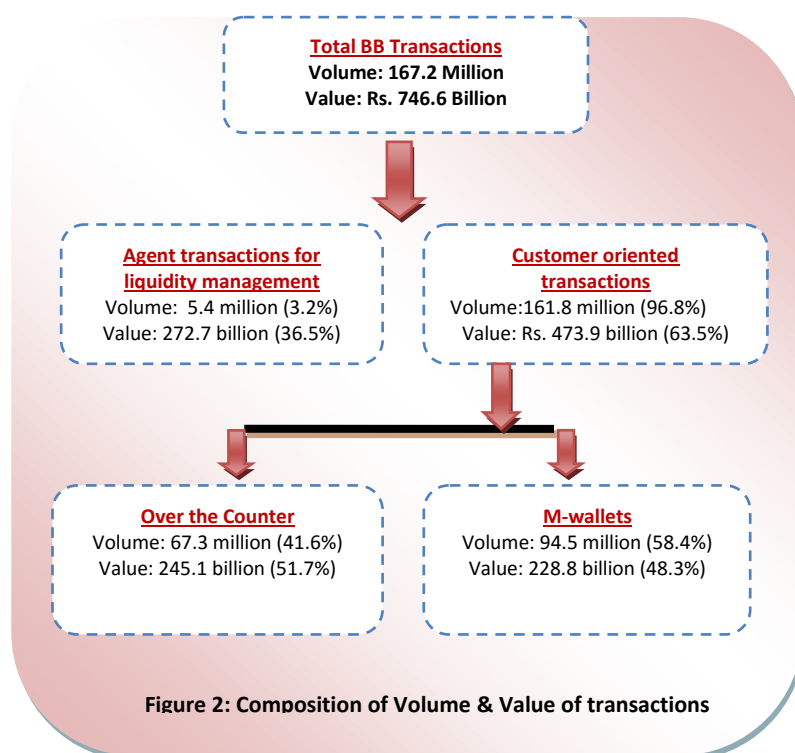 Total BB Transactions
Volume: 167.2 Million
Value: Rs. 746.6 Billion
Agent transactions for
liquidity management
Volume: 5.4 million (3.2%)
Value: 272.7 billion (36.5%)
Customer oriented
transactions
Volume:161.8 million (96.8%)
Value: Rs. 473.9 billion (63.5%)
Over the Counter
Volume: 67.3 million (41.6%)
Value: 245.1 billion (51.7%)
M-wallets
Volume: 94.5 million (58.4%)
Value: 228.8 billion (48.3%)
Figure 2: Composition of Volume & Value of transactions